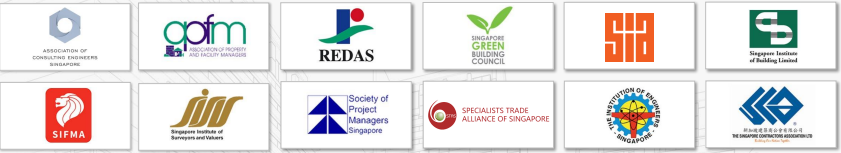 ASSOCIATION OF
CONSULTING ENGINEERS
SINGAPORE
apfm
ASSOCIATION OF PROPERTY
AND FACILITY MANAGERS
REDAS
SINGAPORE
GREEN
BUILDING
COUNCIL
sia
Singapore Institute
of Building Limited
SIFMA
Singapore Institute of
Surveyors and Valuers
Society of
Project
Managers
Singapore
SPECIALISTS TRADE
ALLIANCE OF SINGAPORE
THE INSTITUTION OF ENGINEERS
SINGAPORE
THE SINGAPORE CONTRACTORS ASSOCIATION LTD